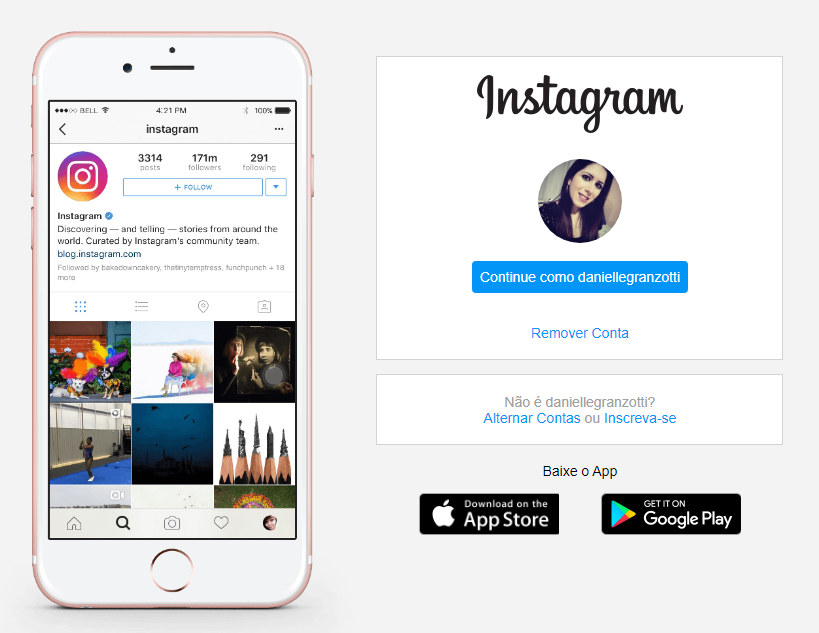 BELL
4:21 PM
100%
instagram
3314
171m
291
posts
followers
following
+ FOLLOW
Instagram
Discovering — and telling — stories from around the
world. Curated by Instagram's community team.
blog.instagram.com
Followed by bakedowncakery, thetinytemptress, funchpunch + 18
more
Instagram
Continue como daniellegranzotti
Remover Conta
Não é daniellegranzotti?
Alternar Contas ou Inscreva-se
Baixe o App
Download on the
App Store
GET IT ON
Google Play